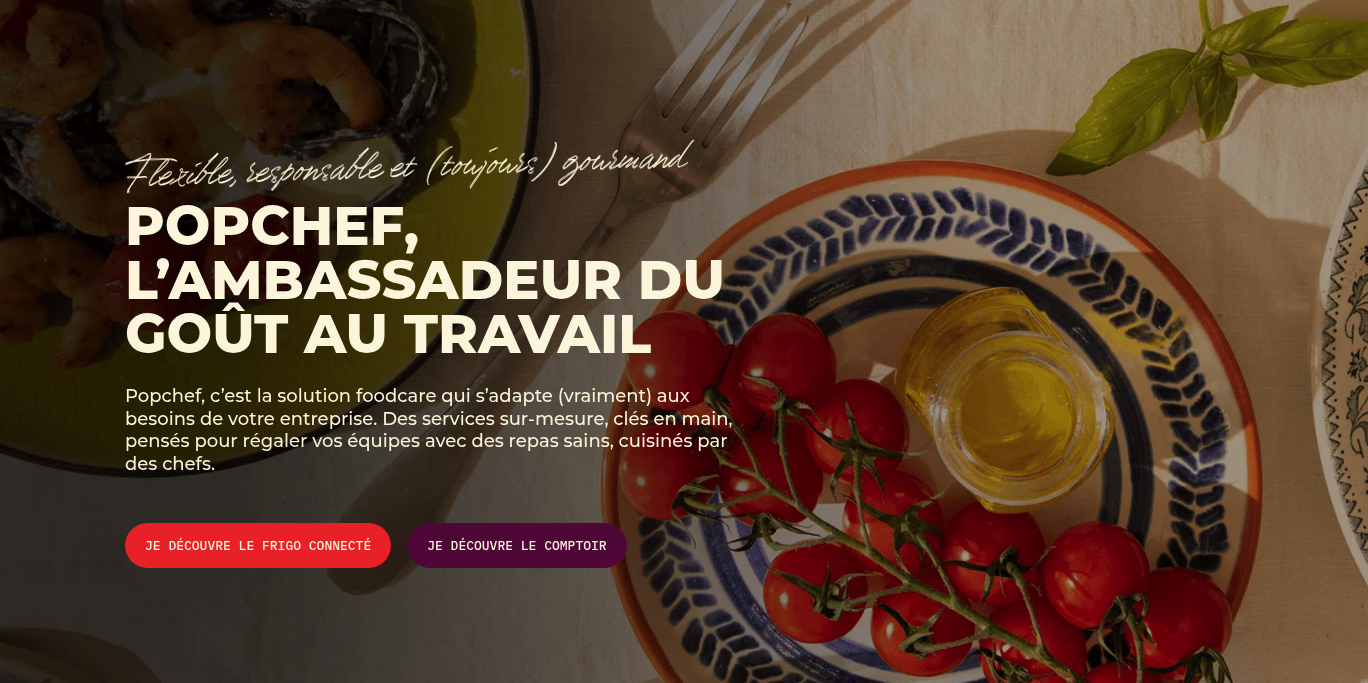 Flexible, responsable et (toujours) gourmand
POPCHEF,
L’AMBASSADEUR DU
GOÛT AU TRAVAIL
Popchef, c’est la solution foodcare qui s’adapte (vraiment) aux
besoins de votre entreprise. Des services sur-mesure, clés en main,
pensés pour régaler vos équipes avec des repas sains, cuisinés par
des chefs.
JE DÉCOUVRE LE FRIGO CONNECTÉ
JE DÉCOUVRE LE COMPTOIR